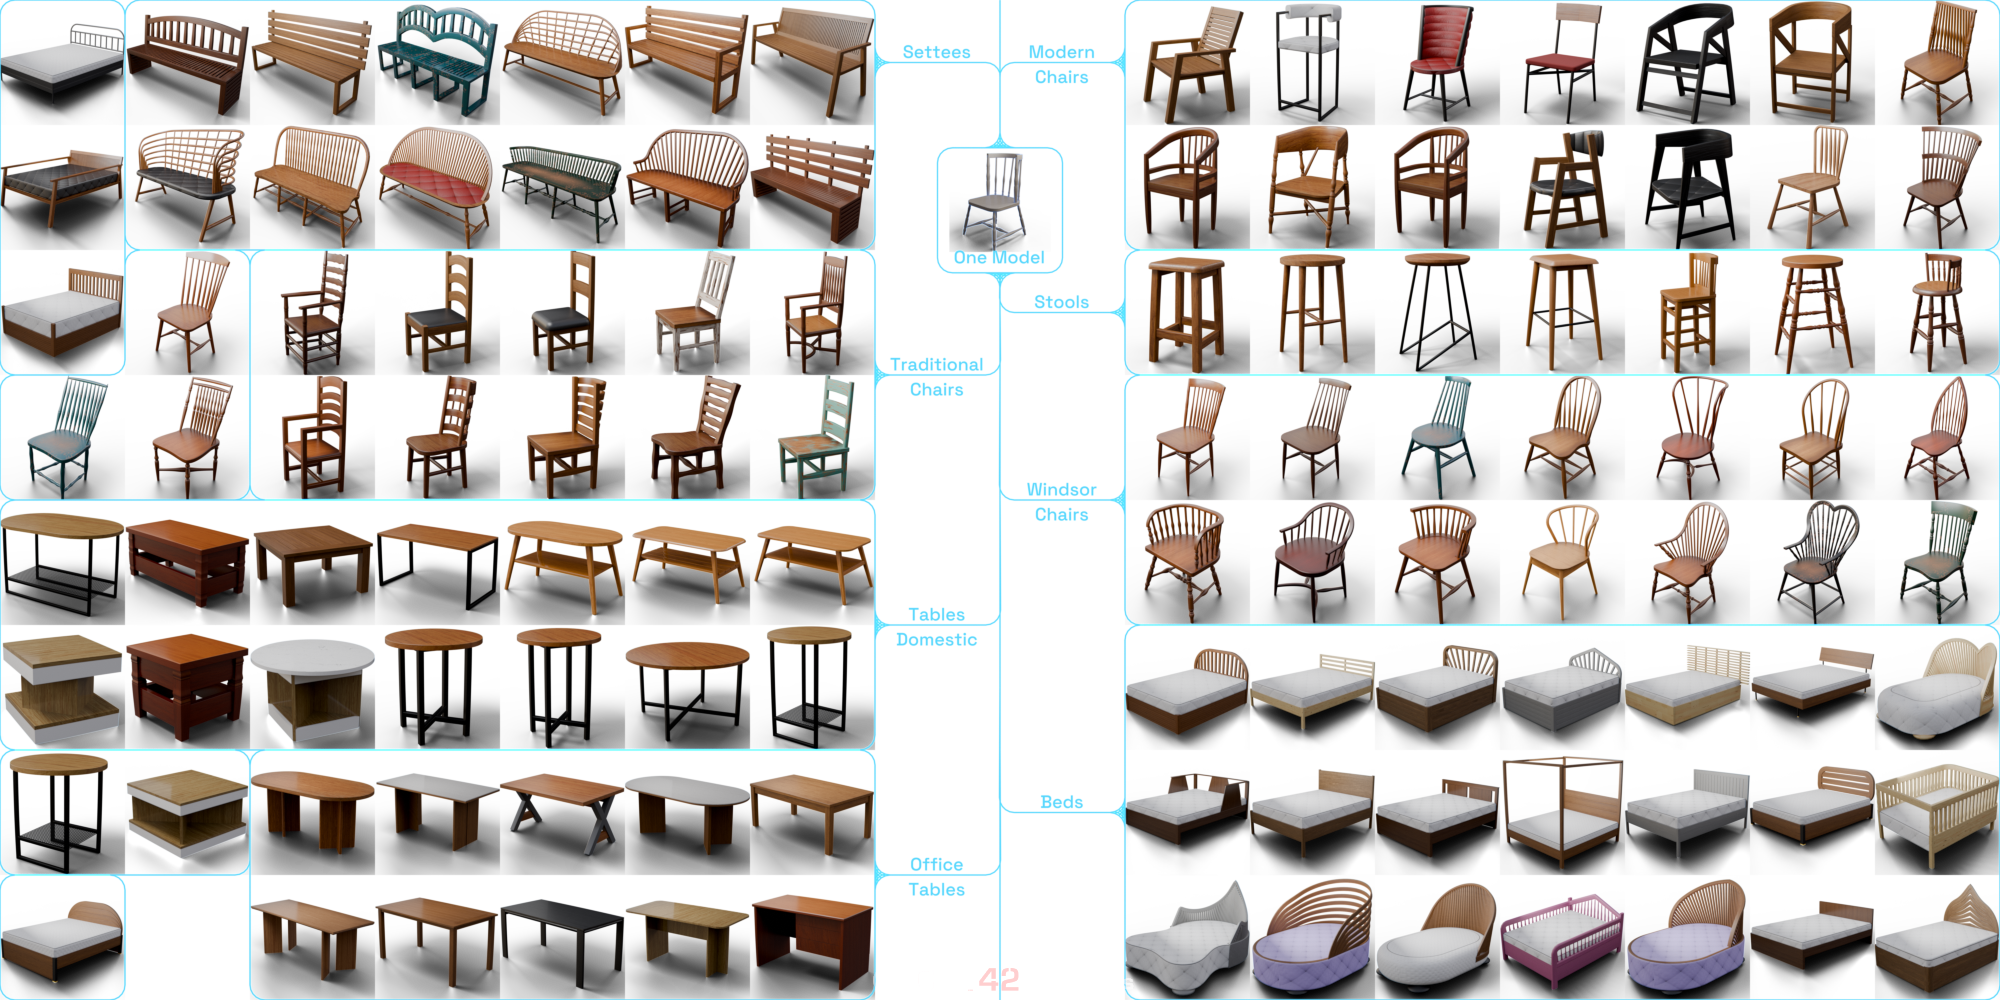 Settees
Modern
Chairs
One Model
Stools
Traditional
Chairs
Windsor
Chairs
Tables
Domestic
Beds
Office
Tables
42